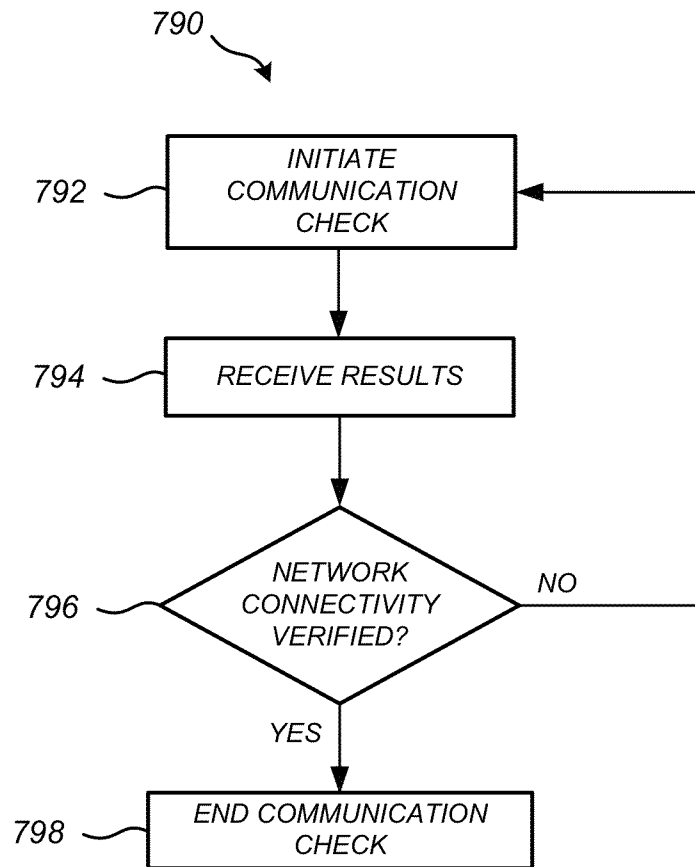 790
792
INITIATE
COMMUNICATION
CHECK
794
RECEIVE RESULTS
796
NETWORK
CONNECTIVITY
VERIFIED?
NO
YES
798
END COMMUNICATION
CHECK